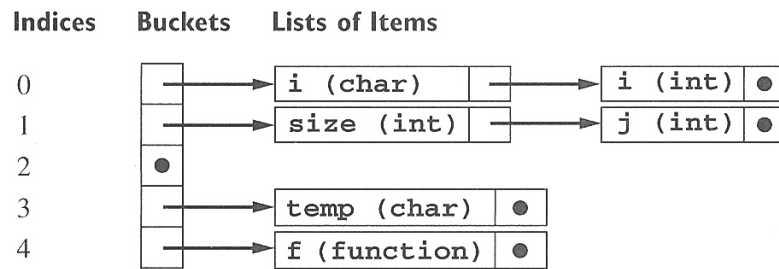 Indices Buckets Lists of Items
0 i (char) i (int)
1 size (int) j (int)
2
3 temp (char)
4 f (function)